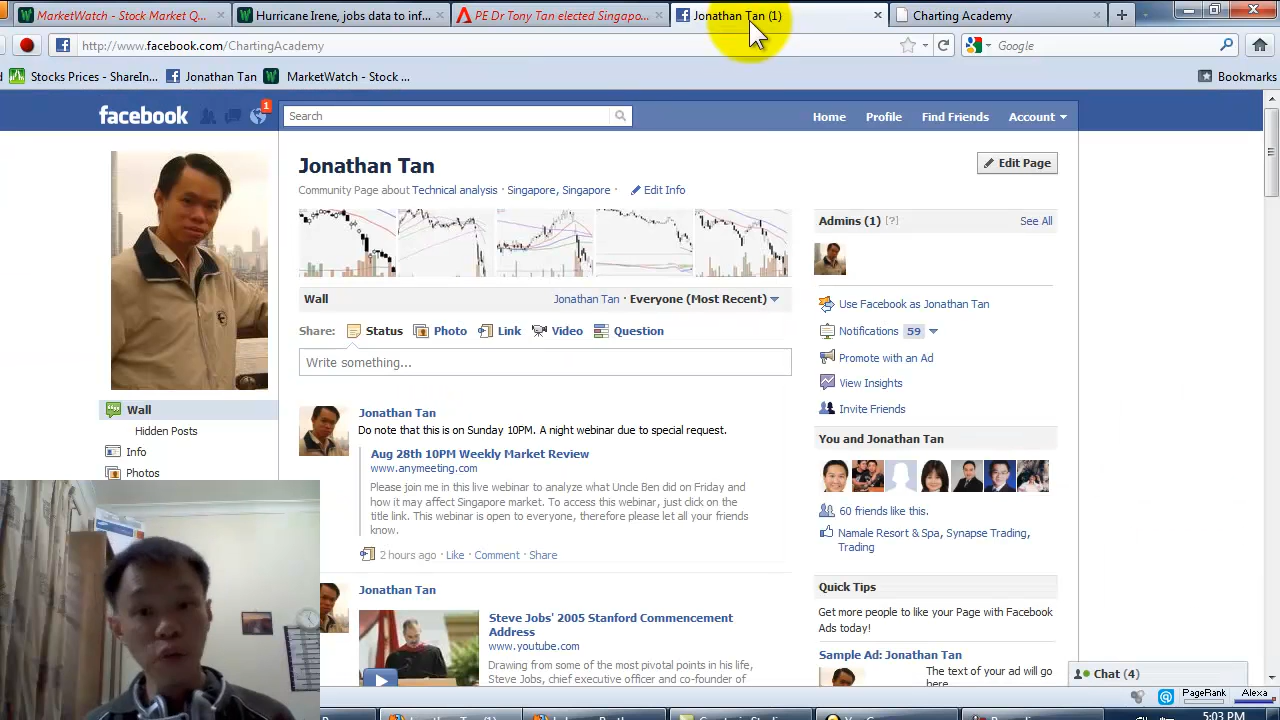 MarketWatch - Stock Market Q...
Hurricane Irene, jobs data to inf...
PE Dr Tony Tan elected Singapo...
Jonathan Tan (1)
Charting Academy
http://www.facebook.com/ChartingAcademy
Google
Stocks Prices - ShareIn...
Jonathan Tan
MarketWatch - Stock ...
Bookmarks
facebook
1
Search
Home
Profile
Find Friends
Account
Jonathan Tan
Edit Page
Community Page about Technical analysis · Singapore, Singapore ·
Edit Info
Admins (1) [?]
See All
Wall
Jonathan Tan · Everyone (Most Recent)
Use Facebook as Jonathan Tan
Share:
Status
Photo
Link
Video
Question
Notifications 59
Promote with an Ad
Write something...
View Insights
Invite Friends
Wall
Hidden Posts
Info
Photos
Jonathan Tan
Do note that this is on Sunday 10PM. A night webinar due to special request.
Aug 28th 10PM Weekly Market Review
www.anymeeting.com
Please join me in this live webinar to analyze what Uncle Ben did on Friday and
how it may affect Singapore market. To access this webinar, just click on the
title link. This webinar is open to everyone, therefore please let all your friends
know.
2 hours ago · Like · Comment · Share
You and Jonathan Tan
60 friends like this.
Namale Resort & Spa, Synapse Trading,
Trading
Jonathan Tan
Steve Jobs' 2005 Stanford Commencement
Address
www.youtube.com
Drawing from some of the most pivotal points in his life,
Steve Jobs, chief executive officer and co-founder of
Quick Tips
Get more people to like your Page with Facebook
Ads today!
Sample Ad: Jonathan Tan
The text of your ad will go
here
Chat (4)
PageRank
Alexa
5:03 PM